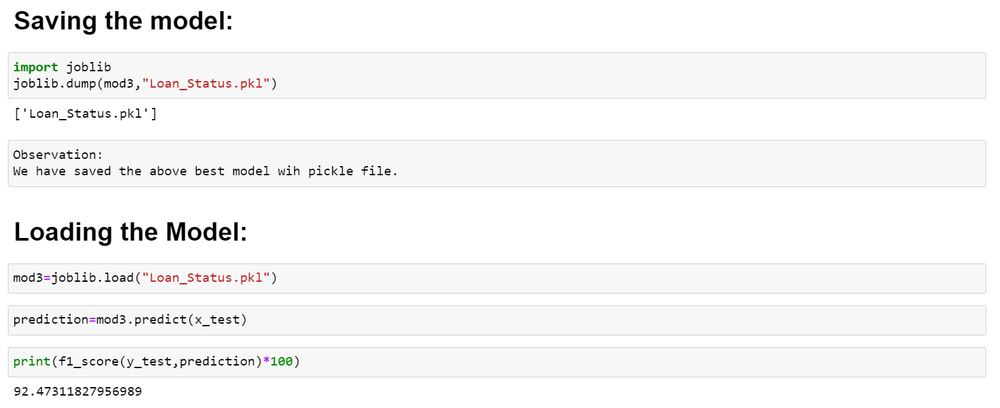 Saving the model:
import joblib
joblib.dump(mod3,"Loan_Status.pkl")
['Loan_Status.pkl']
Observation:
We have saved the above best model wih pickle file.
Loading the Model:
mod3=joblib.load("Loan_Status.pkl")
prediction=mod3.predict(x_test)
print(f1_score(y_test,prediction)*100)
92.47311827956989